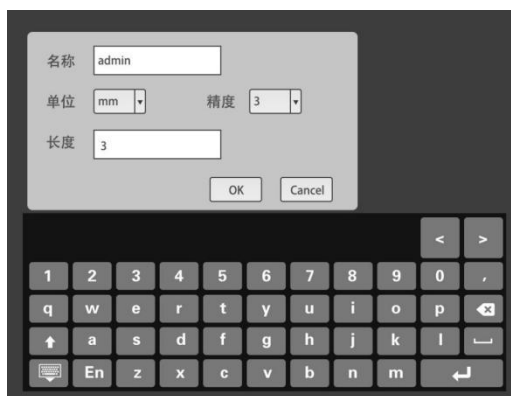 名称 admin
单位 mm 精度 3
长度 3
OK Cancel
< >
1 2 3 4 5 6 7 8 9 0 ,
q w e r t y u i o p
a s d f g h j k l
En z x c v b n m